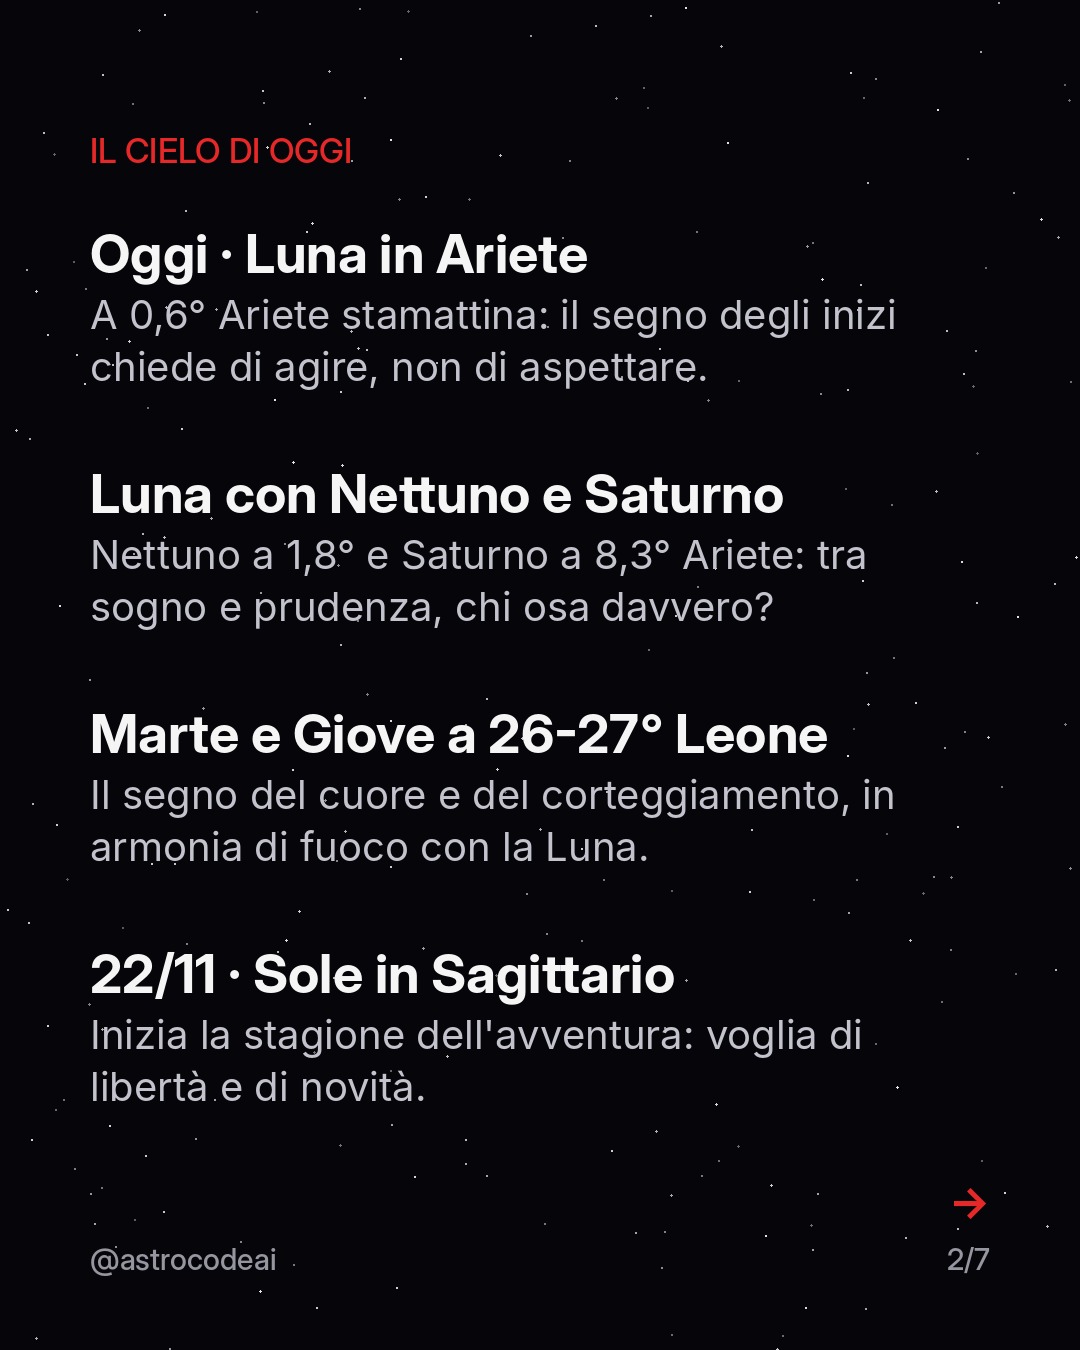 IL CIELO DI OGGI
Oggi · Luna in Ariete
A 0,6° Ariete stamattina: il segno degli inizi
chiede di agire, non di aspettare.
Luna con Nettuno e Saturno
Nettuno a 1,8° e Saturno a 8,3° Ariete: tra
sogno e prudenza, chi osa davvero?
Marte e Giove a 26-27° Leone
Il segno del cuore e del corteggiamento, in
armonia di fuoco con la Luna.
22/11 · Sole in Sagittario
Inizia la stagione dell'avventura: voglia di
libertà e di novità.
→
@astrocodeai
2/7